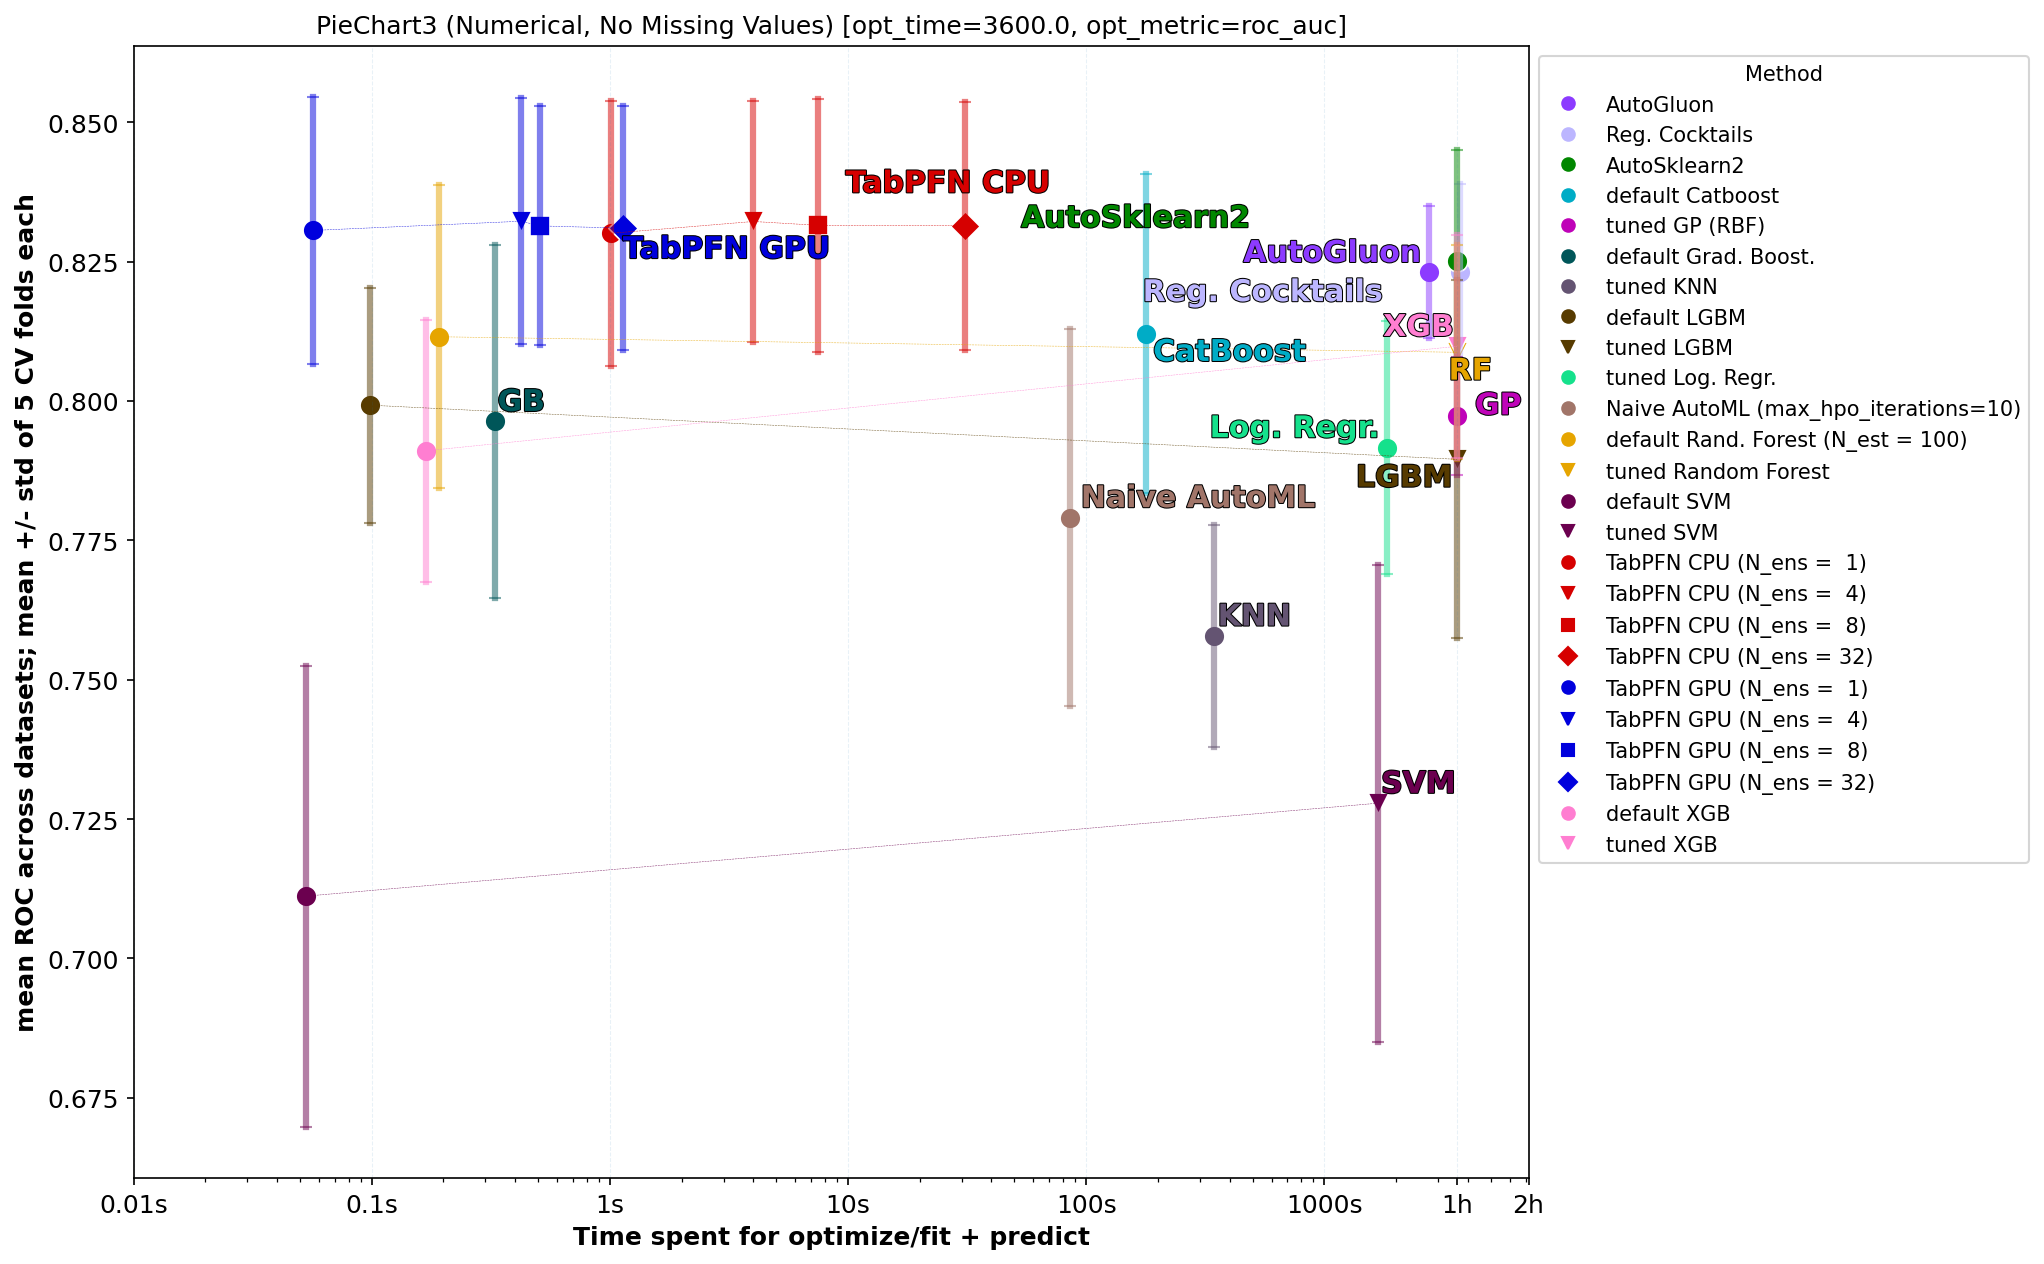 PieChart3 (Numerical, No Missing Values) [opt_time=3600.0, opt_metric=roc_auc]
mean ROC across datasets; mean +/- std of 5 CV folds each
0.850
0.825
0.800
0.775
0.750
0.725
0.700
0.675
TabPFN CPU
AutoSklearn2
TabPFN GPU
AutoGluon
Reg. Cocktails
XGB
CatBoost
RF
GB
GP
Log. Regr.
LGBM
Naive AutoML
KNN
SVM
0.01s
0.1s
1s
10s
100s
1000s
1h
2h
Time spent for optimize/fit + predict
Method
AutoGluon
Reg. Cocktails
AutoSklearn2
default Catboost
tuned GP (RBF)
default Grad. Boost.
tuned KNN
default LGBM
tuned LGBM
tuned Log. Regr.
Naive AutoML (max_hpo_iterations=10)
default Rand. Forest (N_est = 100)
tuned Random Forest
default SVM
tuned SVM
TabPFN CPU (N_ens =  1)
TabPFN CPU (N_ens =  4)
TabPFN CPU (N_ens =  8)
TabPFN CPU (N_ens = 32)
TabPFN GPU (N_ens =  1)
TabPFN GPU (N_ens =  4)
TabPFN GPU (N_ens =  8)
TabPFN GPU (N_ens = 32)
default XGB
tuned XGB